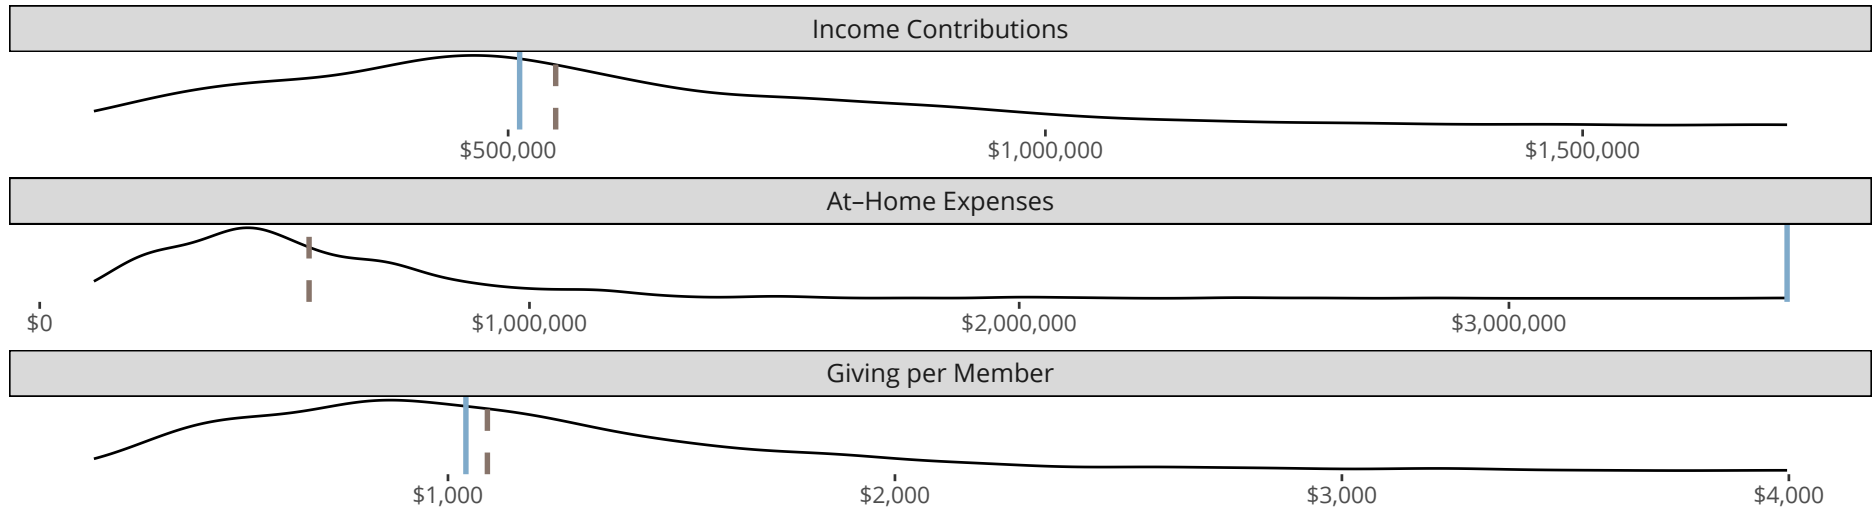 Income Contributions
$500,000 $1,000,000 $1,500,000
At–Home Expenses
$0 $1,000,000 $2,000,000 $3,000,000
Giving per Member
$1,000 $2,000 $3,000 $4,000